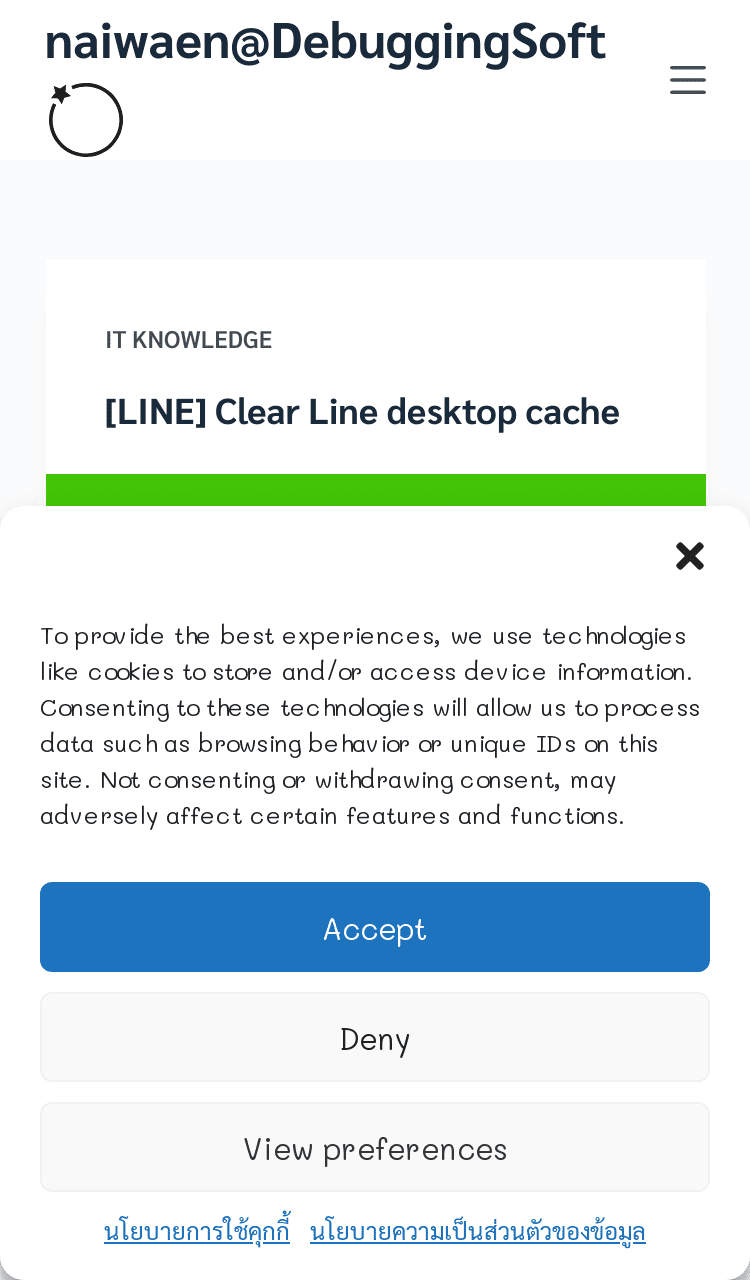 naiwaen@DebuggingSoft
IT KNOWLEDGE
[LINE] Clear Line desktop cache
To provide the best experiences, we use technologies
like cookies to store and/or access device information.
Consenting to these technologies will allow us to process
data such as browsing behavior or unique IDs on this
site. Not consenting or withdrawing consent, may
adversely affect certain features and functions.
Accept
Deny
View preferences
นโยบายการใช้คุกกี้ นโยบายความเป็นส่วนตัวของข้อมูล